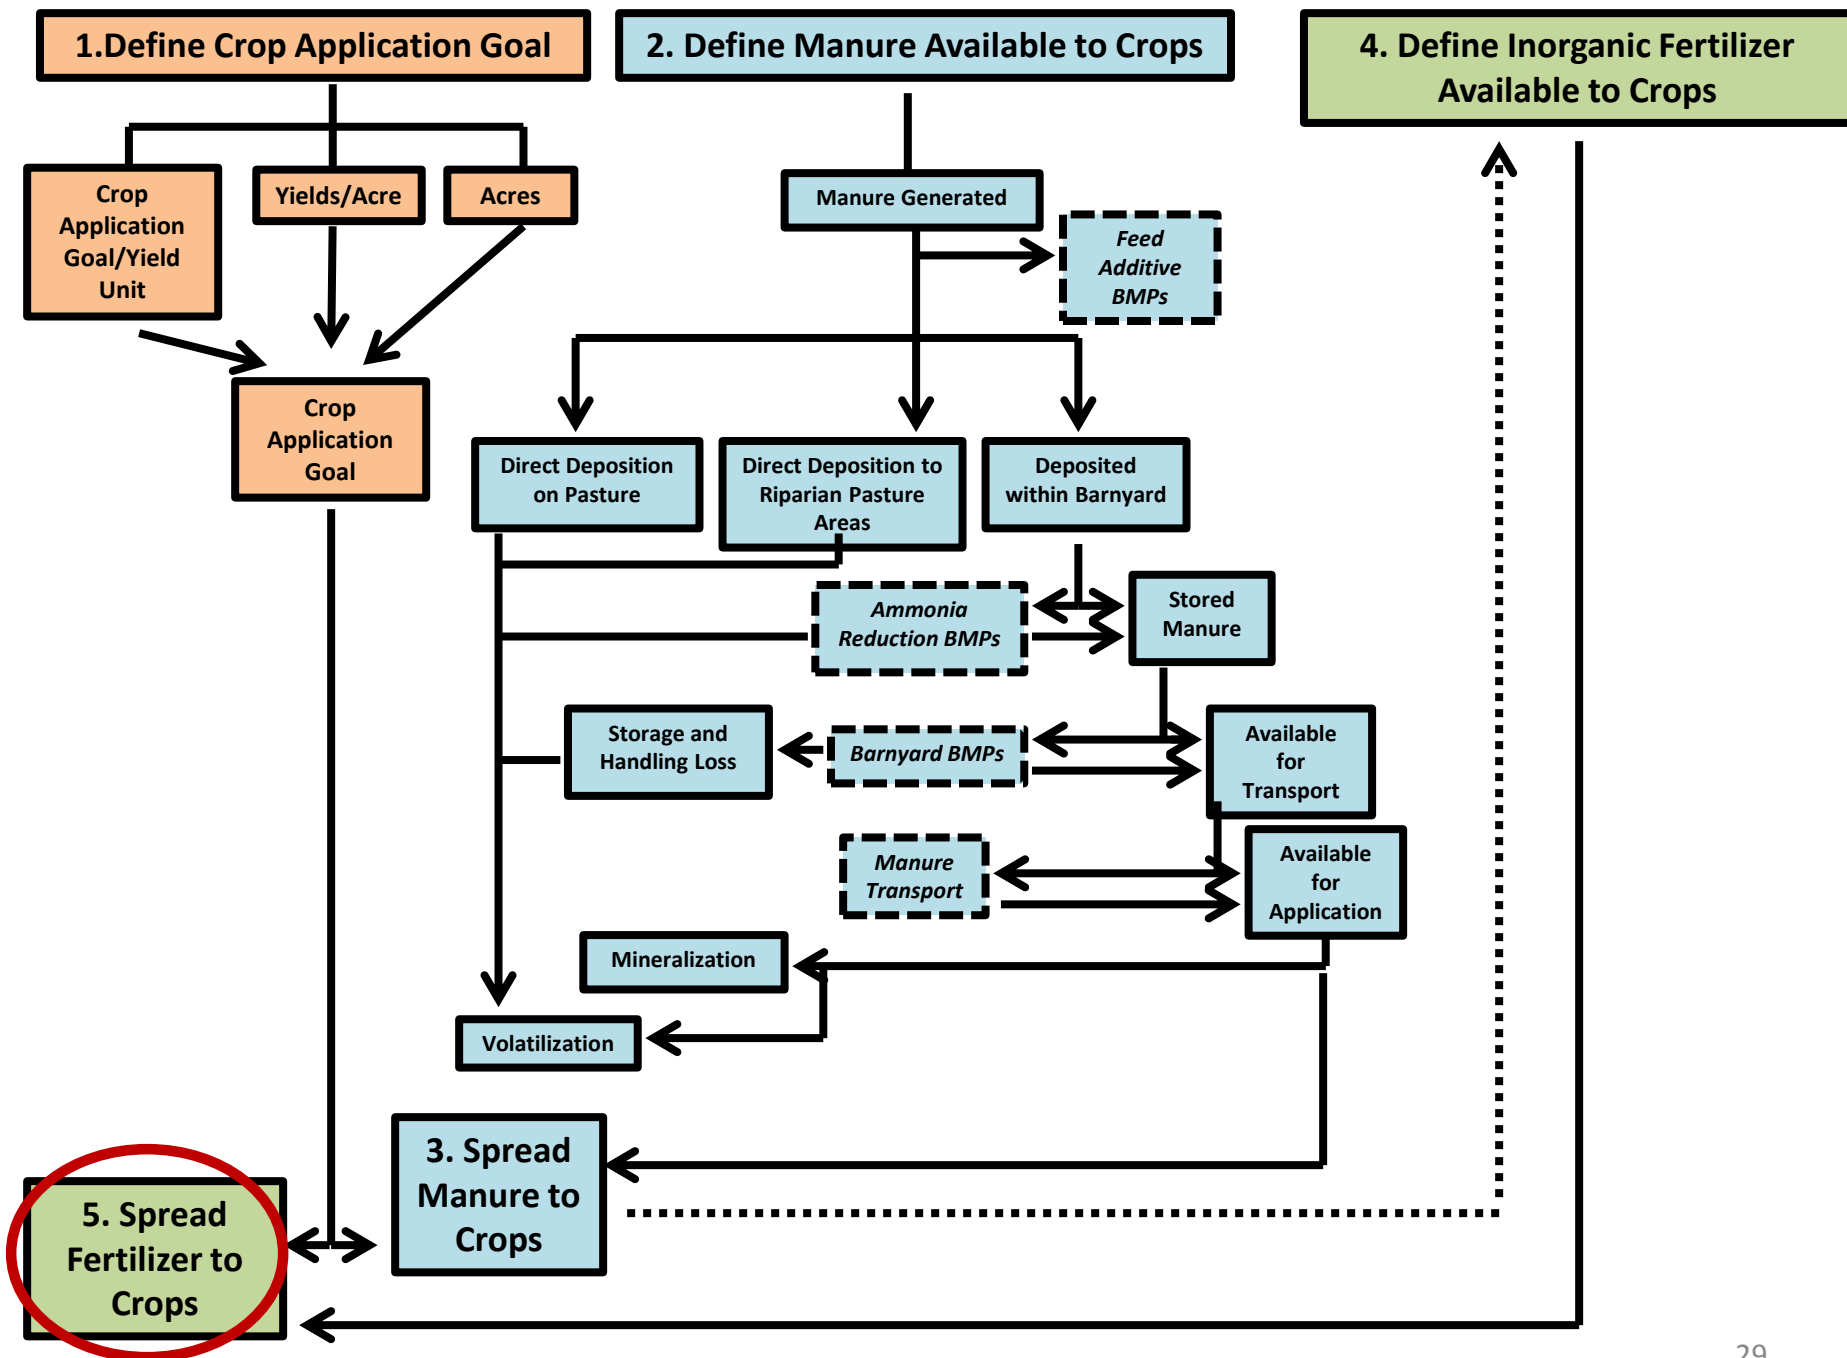 1.Define Crop Application Goal
2. Define Manure Available to Crops
4. Define Inorganic Fertilizer
Available to Crops
Crop
Application
Goal/Yield
Unit
Yields/Acre
Acres
Manure Generated
Feed
Additive
BMPs
Crop
Application
Goal
Direct Deposition
on Pasture
Direct Deposition to
Riparian Pasture
Areas
Deposited
within Barnyard
Ammonia
Reduction BMPs
Stored
Manure
Storage and
Handling Loss
Barnyard BMPs
Available
for
Transport
Manure
Transport
Available
for
Application
Mineralization
Volatilization
3. Spread
Manure to
Crops
5. Spread
Fertilizer to
Crops
29